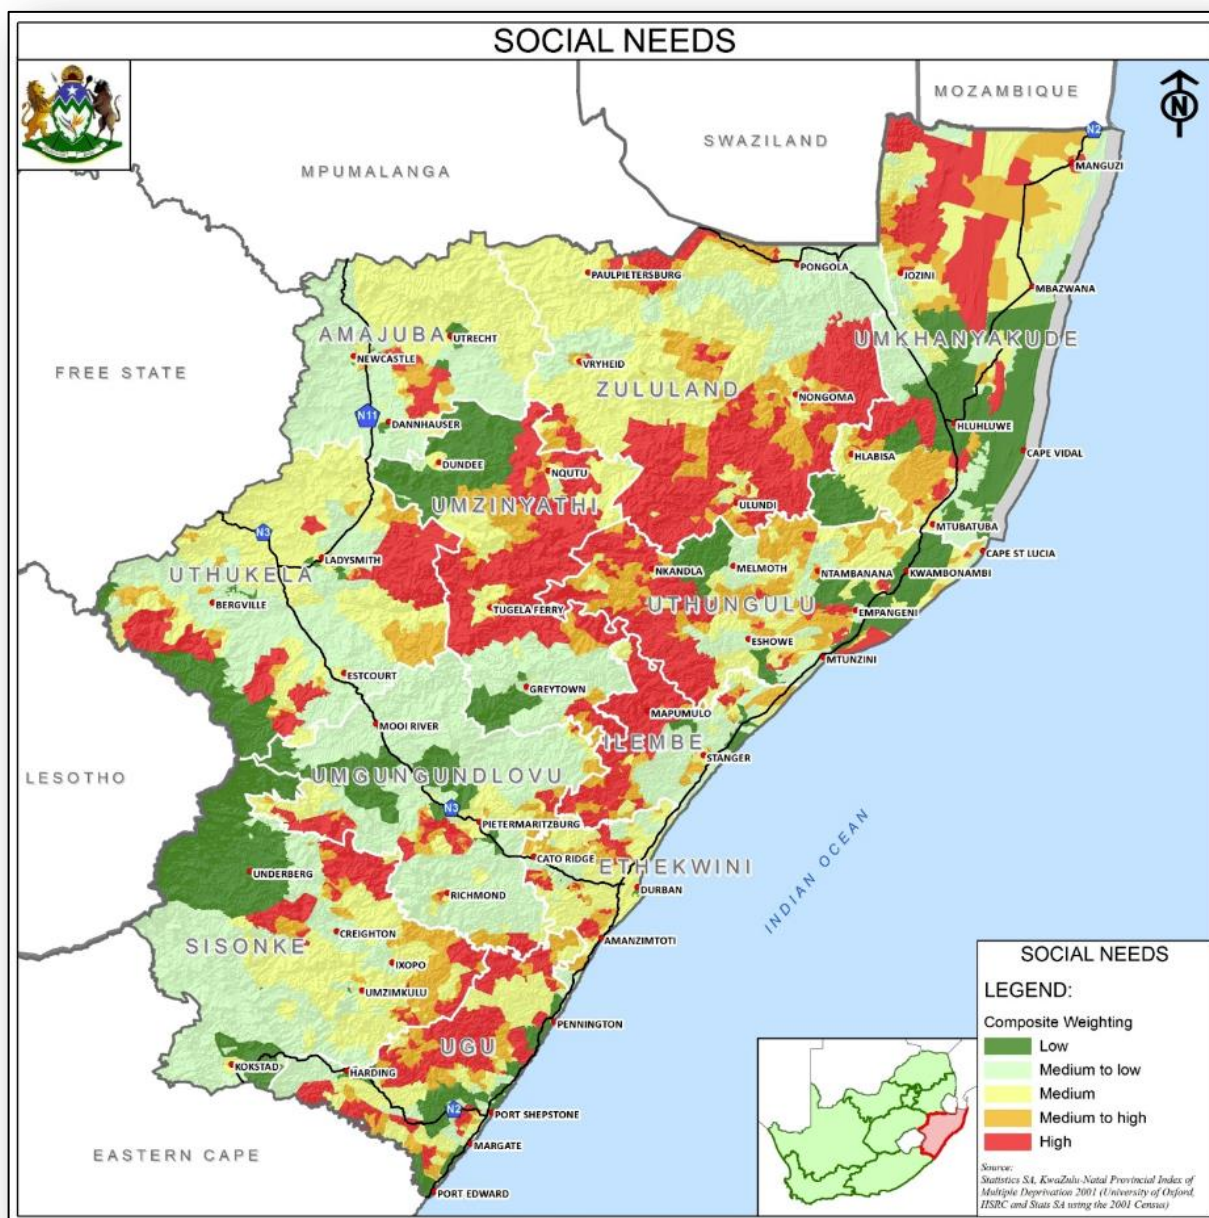 SOCIAL NEEDS
MOZAMBIQUE
N
SWAZILAND
N2
MPUMALANGA
MANGUZI
PONGOLA
PAULPIETERSBURG
JOZINI
MBAZWANA
AMAJUBA
UTRECHT
UMKHANYAKUDE
NEWCASTLE
FREE STATE
VRYHEID
ZULULAND
NONGOMA
N11
DANNHAUSER
HLUHLUWE
DUNDEE
NQUTU
HLABISA
CAPE VIDAL
UMZINYATHI
ULUNDI
MTUBATUBA
N3
LADYSMITH
CAPE ST LUCIA
UTHUKELA
NKANDLA
MELMOTH
NTAMBANANA
KWAMBONAMBI
BERGVILLE
TUGELA FERRY
UTHUNGULU
EMPANGENI
ESHOWE
MTUNZINI
ESTCOURT
GREYTOWN
MOOI RIVER
MAPUMULO
ILEMBE
STANGER
LESOTHO
UMGUNGUNDLOVU
N3
PIETERMARITZBURG
CATO RIDGE
ETHEKWINI
UNDERBERG
DURBAN
RICHMOND
INDIAN OCEAN
CREIGHTON
AMANZIMTOTI
SISONKE
IXOPO
UMZIMKULU
PENNINGTON
UGU
KOKSTAD
HARDING
N2
PORT SHEPSTONE
MARGATE
EASTERN CAPE
PORT EDWARD
SOCIAL NEEDS
LEGEND:
Composite Weighting
Low
Medium to low
Medium
Medium to high
High
Source:
Statistics SA, KwaZulu-Natal Provincial Index of
Multiple Deprivation 2001 (University of Oxford,
HSRC and Stats SA using the 2001 Census)